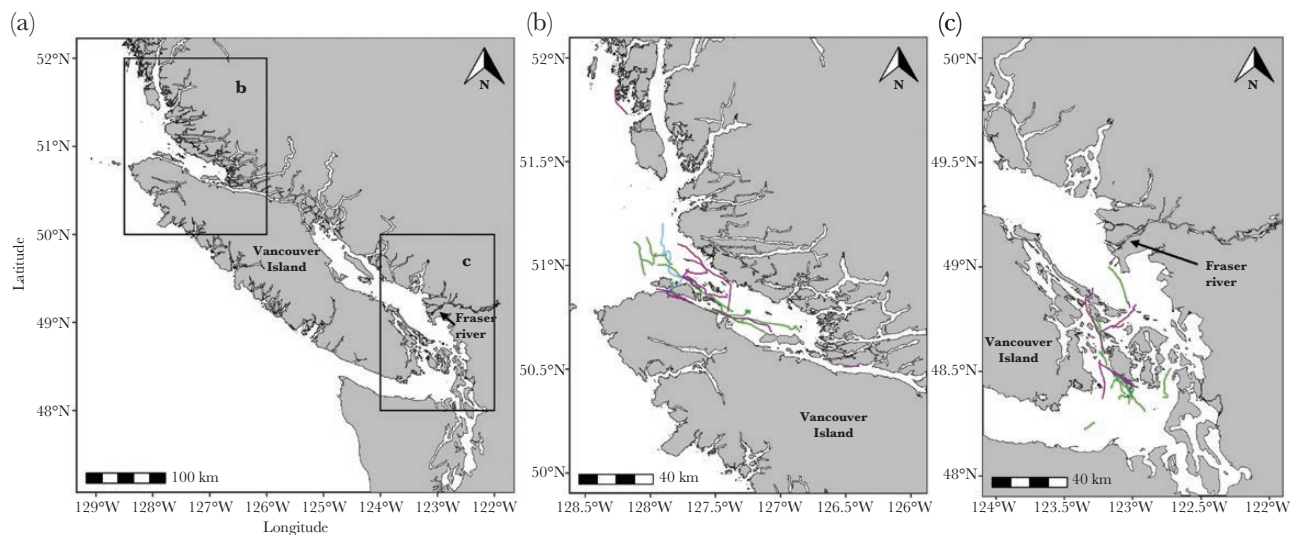 (a)
52°N
51°N
50°N
49°N
48°N
Latitude
129°W 128°W 127°W 126°W 125°W 124°W 123°W 122°W
Longitude
b
c
N
Vancouver
Island
Fraser
river
100 km
(b)
52°N
51.5°N
51°N
50.5°N
50°N
128.5°W 128°W 127.5°W 127°W 126.5°W 126°W
N
Vancouver
Island
40 km
(c)
50°N
49.5°N
49°N
48.5°N
48°N
124°W 123.5°W 123°W 122.5°W 122°W
N
Fraser
river
Vancouver
Island
40 km